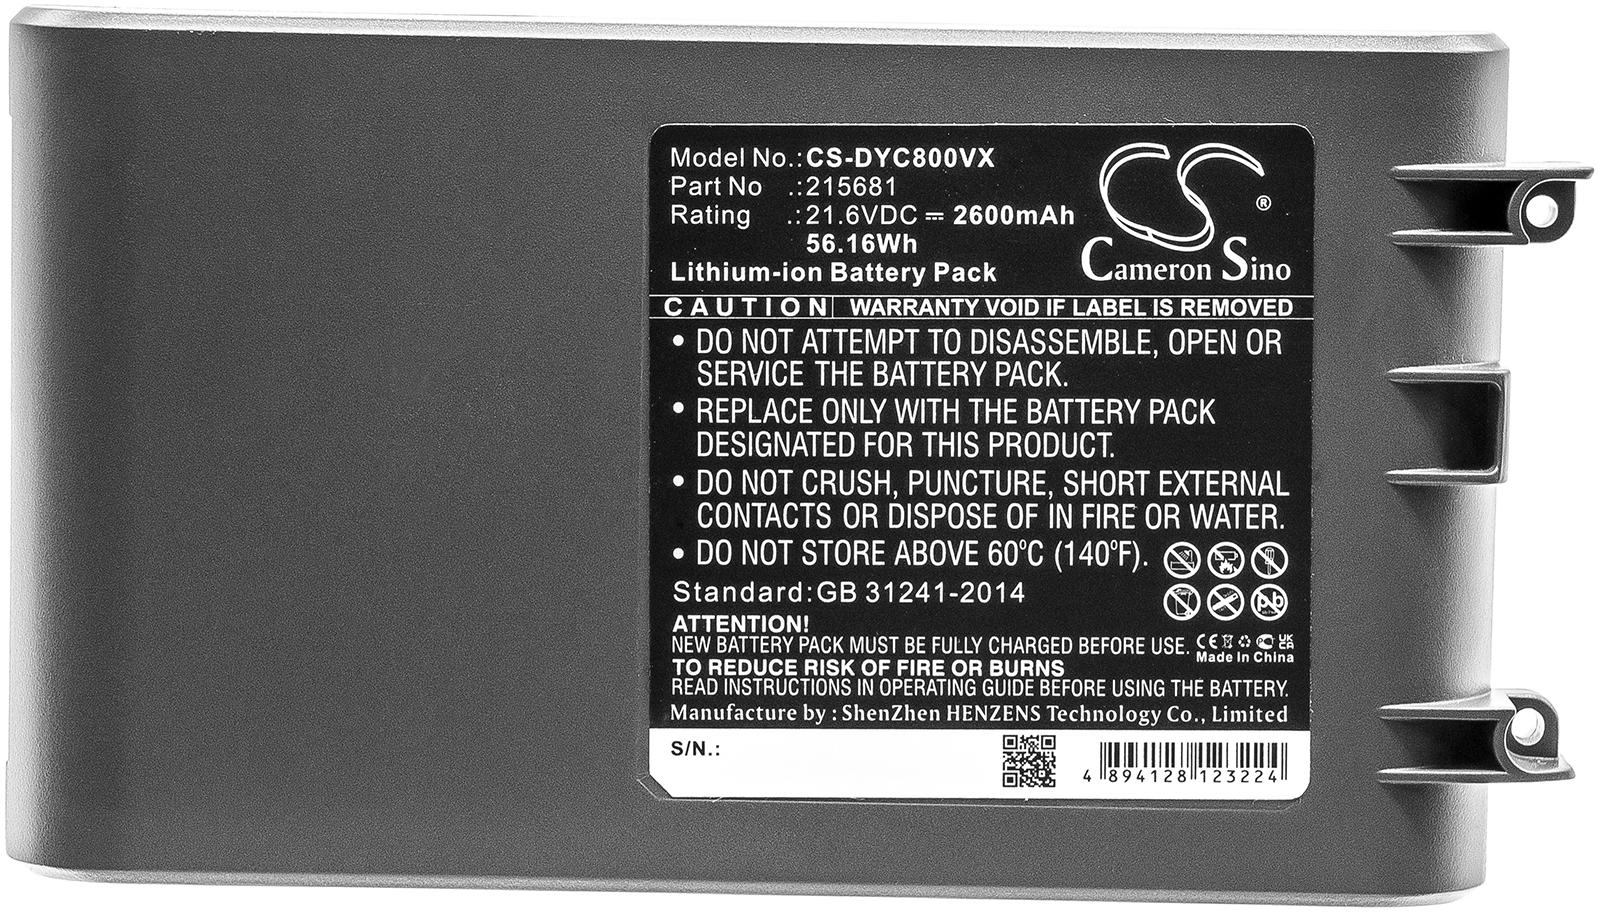 Model No.:CS-DYC800VX
Part No .:215681
Rating .:21.6VDC ⎓ 2600mAh
56.16Wh
Lithium-ion Battery Pack
CS®
Cameron Sino
CAUTION WARRANTY VOID IF LABEL IS REMOVED
• DO NOT ATTEMPT TO DISASSEMBLE, OPEN OR
SERVICE THE BATTERY PACK.
• REPLACE ONLY WITH THE BATTERY PACK
DESIGNATED FOR THIS PRODUCT.
• DO NOT CRUSH, PUNCTURE, SHORT EXTERNAL
CONTACTS OR DISPOSE OF IN FIRE OR WATER.
• DO NOT STORE ABOVE 60°C (140°F).
Pb
Standard:GB 31241-2014
ATTENTION!
NEW BATTERY PACK MUST BE FULLY CHARGED BEFORE USE.
CE UKCA
Made In China
TO REDUCE RISK OF FIRE OR BURNS
READ INSTRUCTIONS IN OPERATING GUIDE BEFORE USING THE BATTERY.
Manufacture by : ShenZhen HENZENS Technology Co., Limited
S/N.:
4 894128 123224